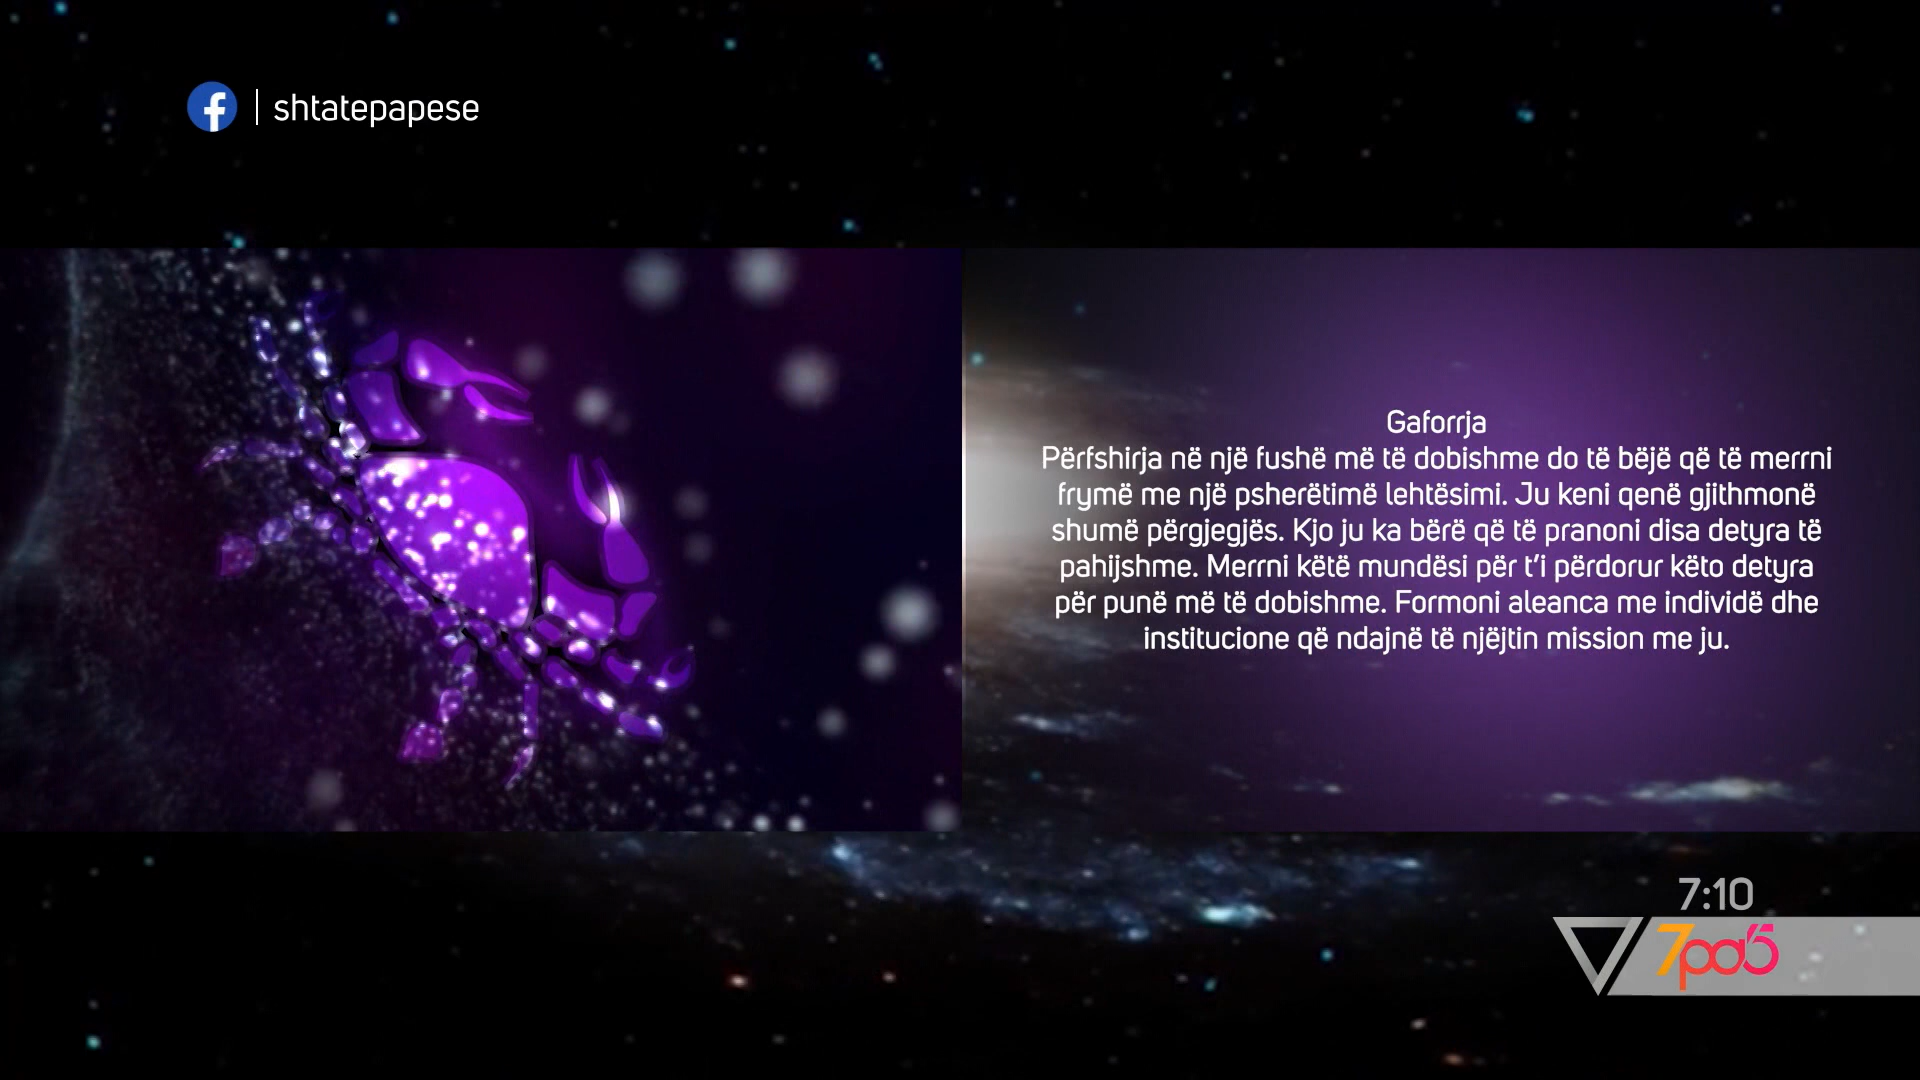 shtatepapese
Gaforrja
Përfshirja në një fushë më të dobishme do të bëjë që të merrni
frymë me një psherëtimë lehtësimi. Ju keni qenë gjithmonë
shumë përgjegjës. Kjo ju ka bërë që të pranoni disa detyra të
pahijshme. Merrni këtë mundësi për t’i përdorur këto detyra
për punë më të dobishme. Formoni aleanca me individë dhe
institucione që ndajnë të njëjtin mission me ju.
7:10
7pa5